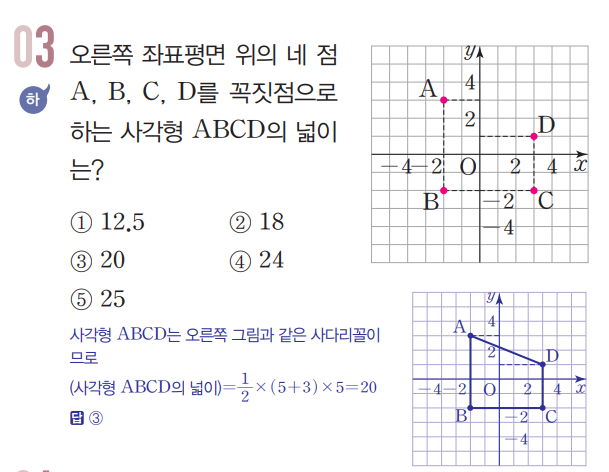 03
하
오른쪽 좌표평면 위의 네 점
A, B, C, D를 꼭짓점으로
하는 사각형 ABCD의 넓이
는?
① 12.5 ② 18
③ 20 ④ 24
⑤ 25
y
A 4
2 D
-4 -2 O 2 4 x
B -2 C
-4
사각형 ABCD는 오른쪽 그림과 같은 사다리꼴이
므로
(사각형 ABCD의 넓이)=1/2×(5+3)×5=20
답 ③
y
A 4
2 D
-4 -2 O 2 4 x
B -2 C
-4